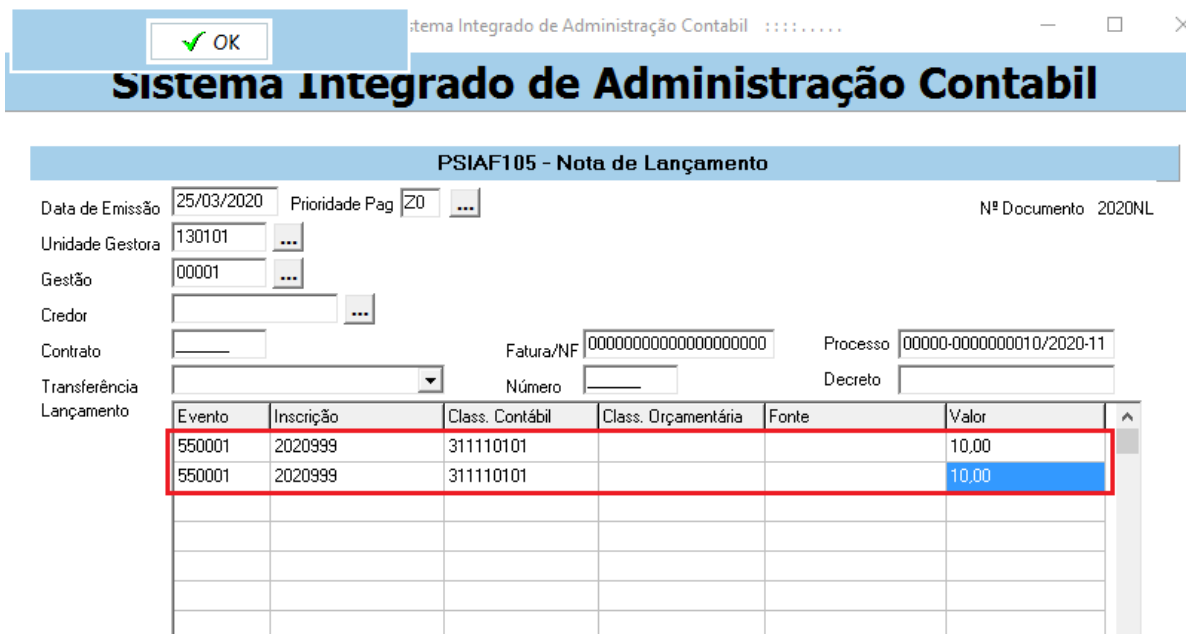 OK
stema Integrado de Administração Contabil ::::.....
Sistema Integrado de Administração Contabil
PSIAF105 - Nota de Lançamento
Data de Emissão 25/03/2020 Prioridade Pag Z0 ... Nº Documento 2020NL
Unidade Gestora 130101 ...
Gestão 00001 ...
Credor ...
Contrato Fatura/NF 00000000000000000000 Processo 00000-0000000010/2020-11
Transferência Número Decreto
Lançamento Evento Inscrição Class. Contábil Class. Orçamentária Fonte Valor
550001 2020999 311110101 10,00
550001 2020999 311110101 10,00